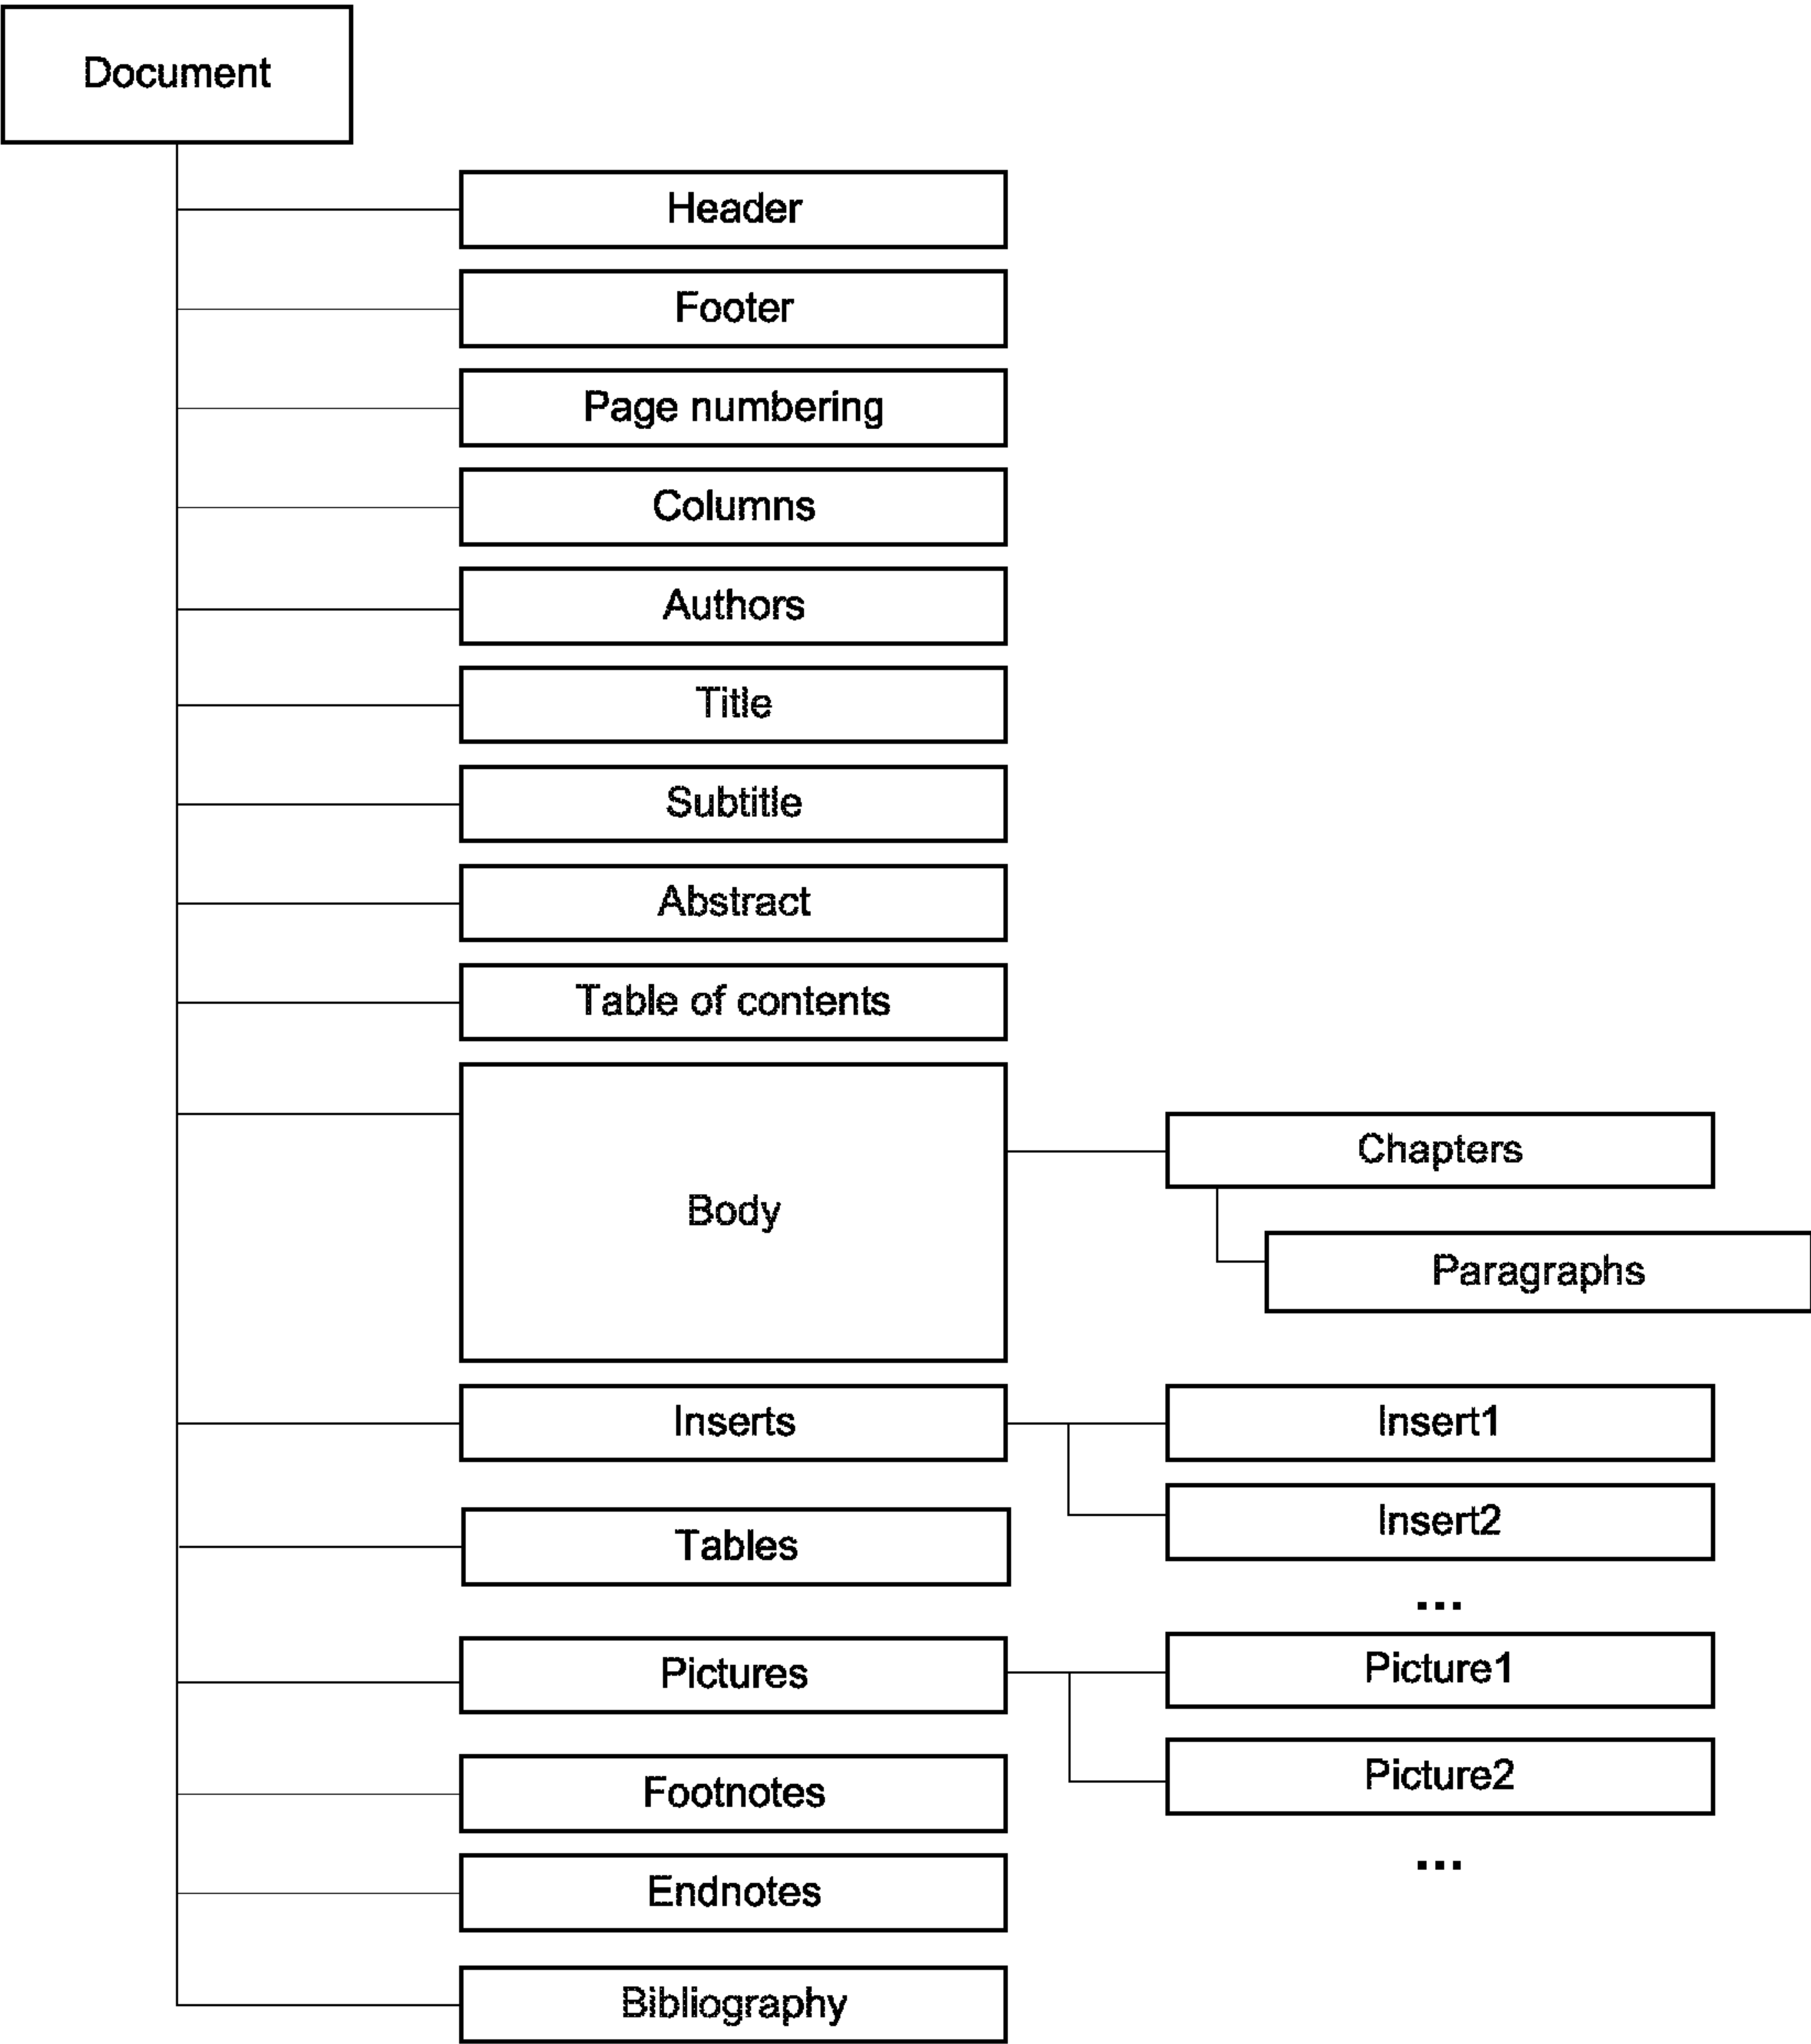 Document
Header
Footer
Page numbering
Columns
Authors
Title
Subtitle
Abstract
Table of contents
Body
Chapters
Paragraphs
Inserts
Insert1
Insert2
Tables
...
Pictures
Picture1
Picture2
Footnotes
...
Endnotes
Bibliography